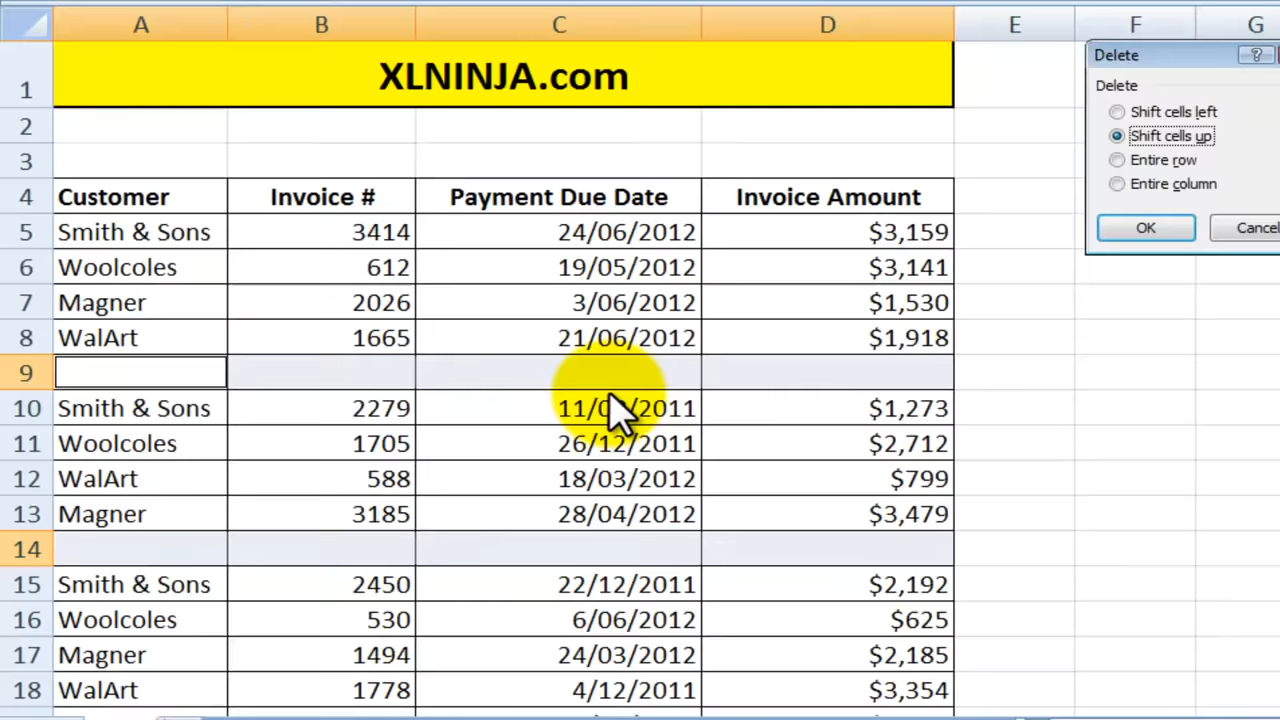 A B C D E F G
1 XLNINJA.com
2
3
4 Customer Invoice # Payment Due Date Invoice Amount
5 Smith & Sons 3414 24/06/2012 $3,159
6 Woolcoles 612 19/05/2012 $3,141
7 Magner 2026 3/06/2012 $1,530
8 WalArt 1665 21/06/2012 $1,918
9
10 Smith & Sons 2279 $1,273
11 Woolcoles 1705 26/12/2011 $2,712
12 WalArt 588 18/03/2012 $799
13 Magner 3185 28/04/2012 $3,479
14
15 Smith & Sons 2450 22/12/2011 $2,192
16 Woolcoles 530 6/06/2012 $625
17 Magner 1494 24/03/2012 $2,185
18 WalArt 1778 4/12/2011 $3,354
Delete ?
Delete
Shift cells left
Shift cells up
Entire row
Entire column
OK Cancel